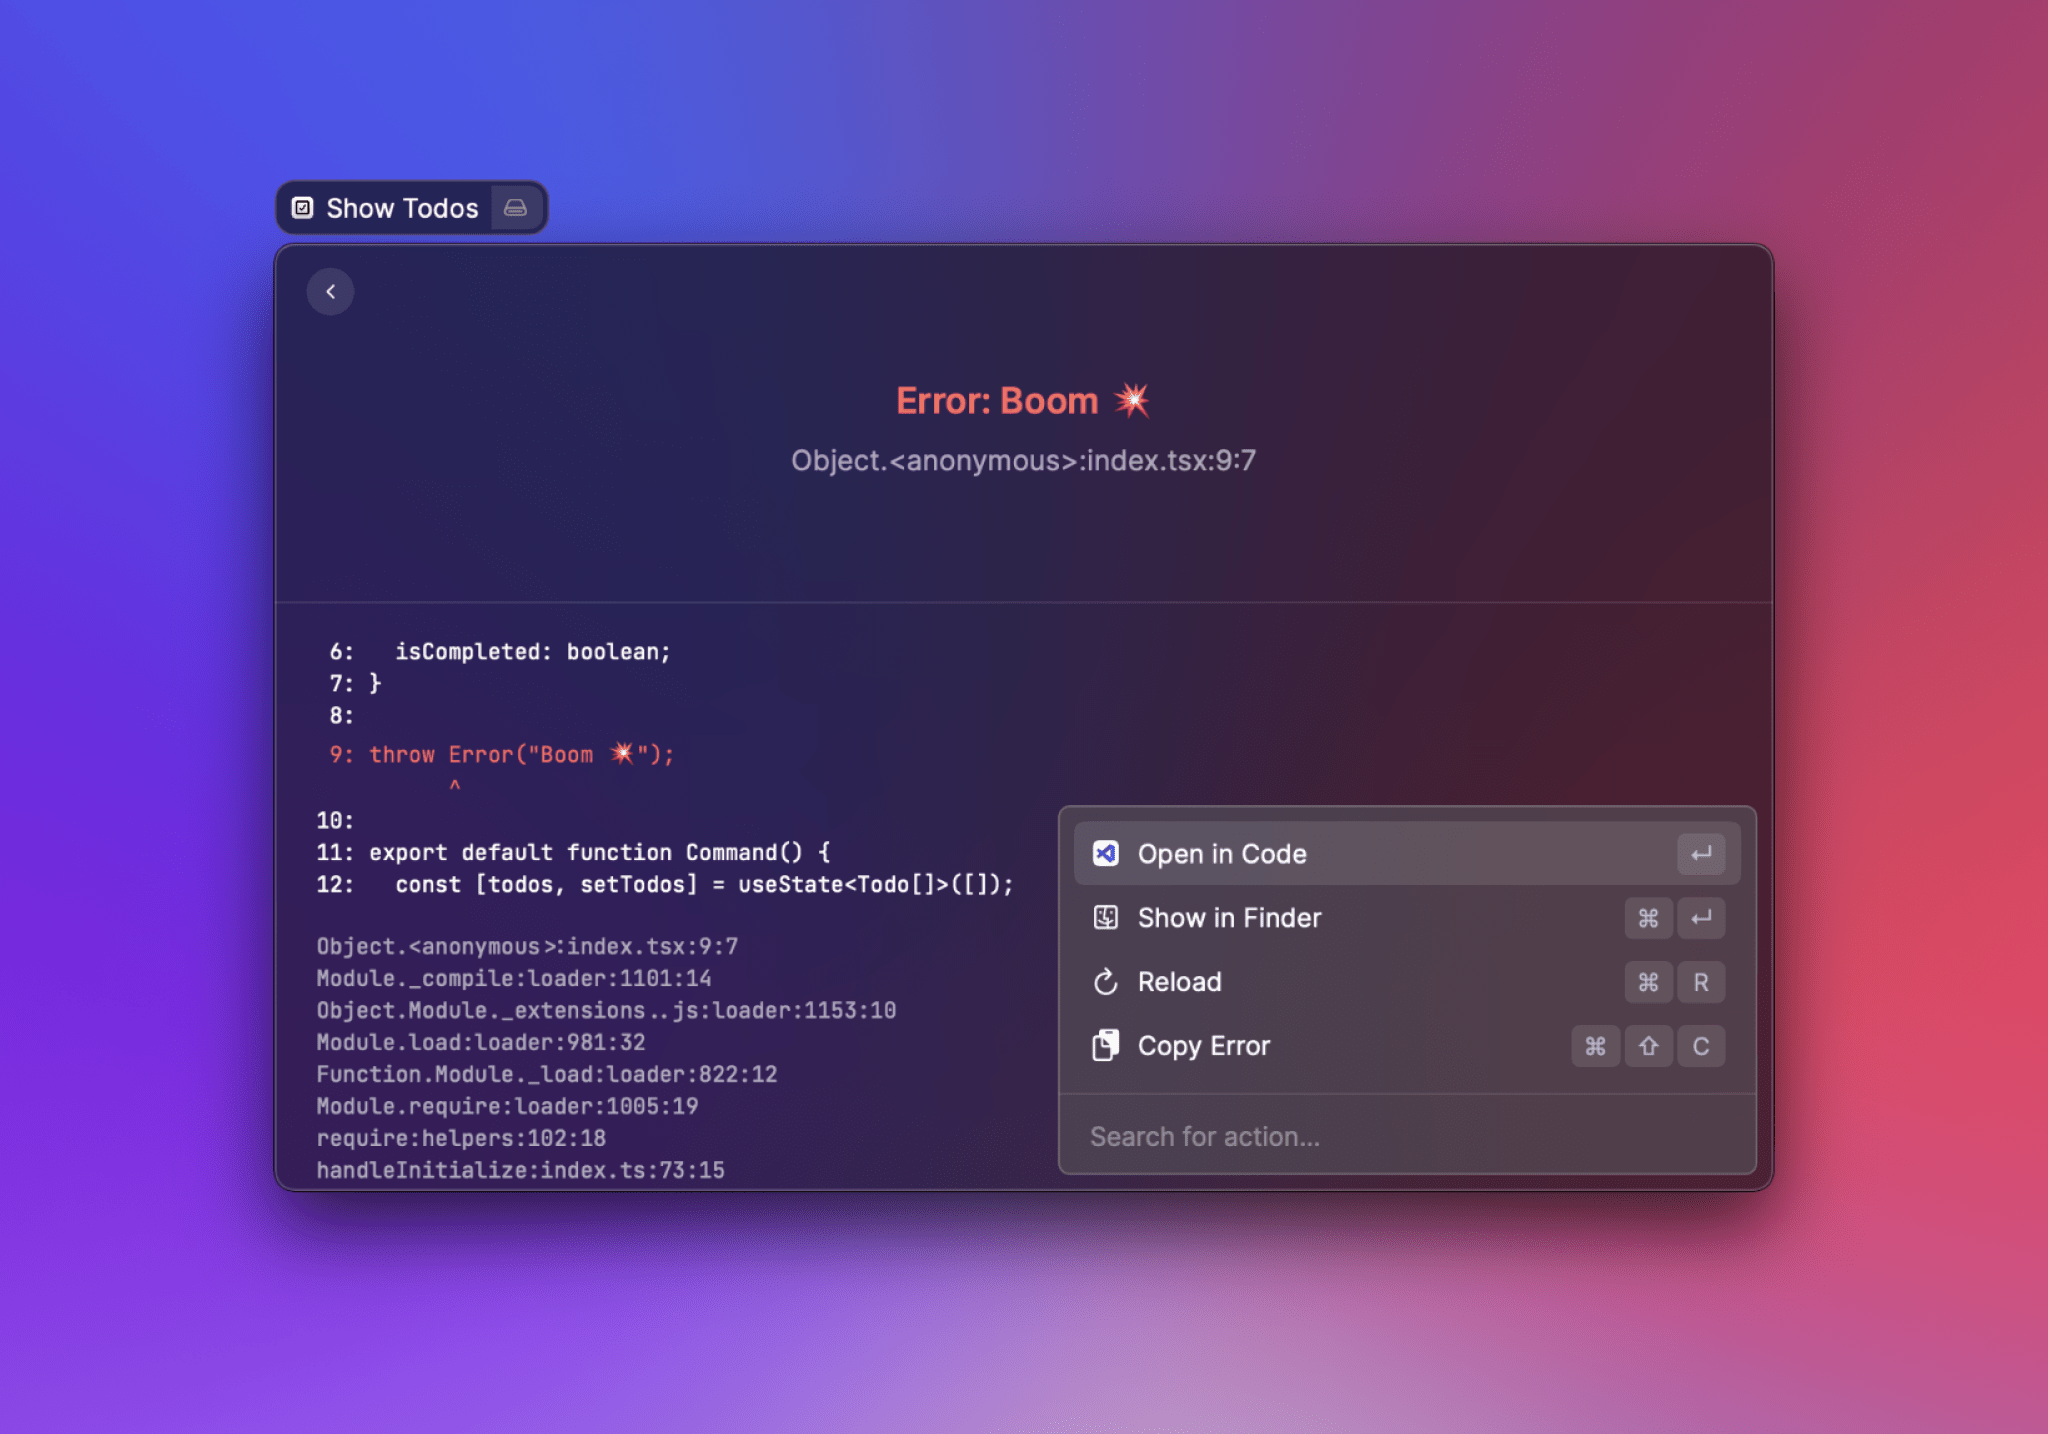 Show Todos
Error: Boom 💥
Object.<anonymous>:index.tsx:9:7
6:   isCompleted: boolean;
7: }
8:
9: throw Error("Boom 💥");
^
10:
11: export default function Command() {
12:   const [todos, setTodos] = useState<Todo[]>([]);
Object.<anonymous>:index.tsx:9:7
Module._compile:loader:1101:14
Object.Module._extensions..js:loader:1153:10
Module.load:loader:981:32
Function.Module._load:loader:822:12
Module.require:loader:1005:19
require:helpers:102:18
handleInitialize:index.ts:73:15
Open in Code ↵
Show in Finder ⌘ ↵
Reload ⌘ R
Copy Error ⌘ ⇧ C
Search for action...